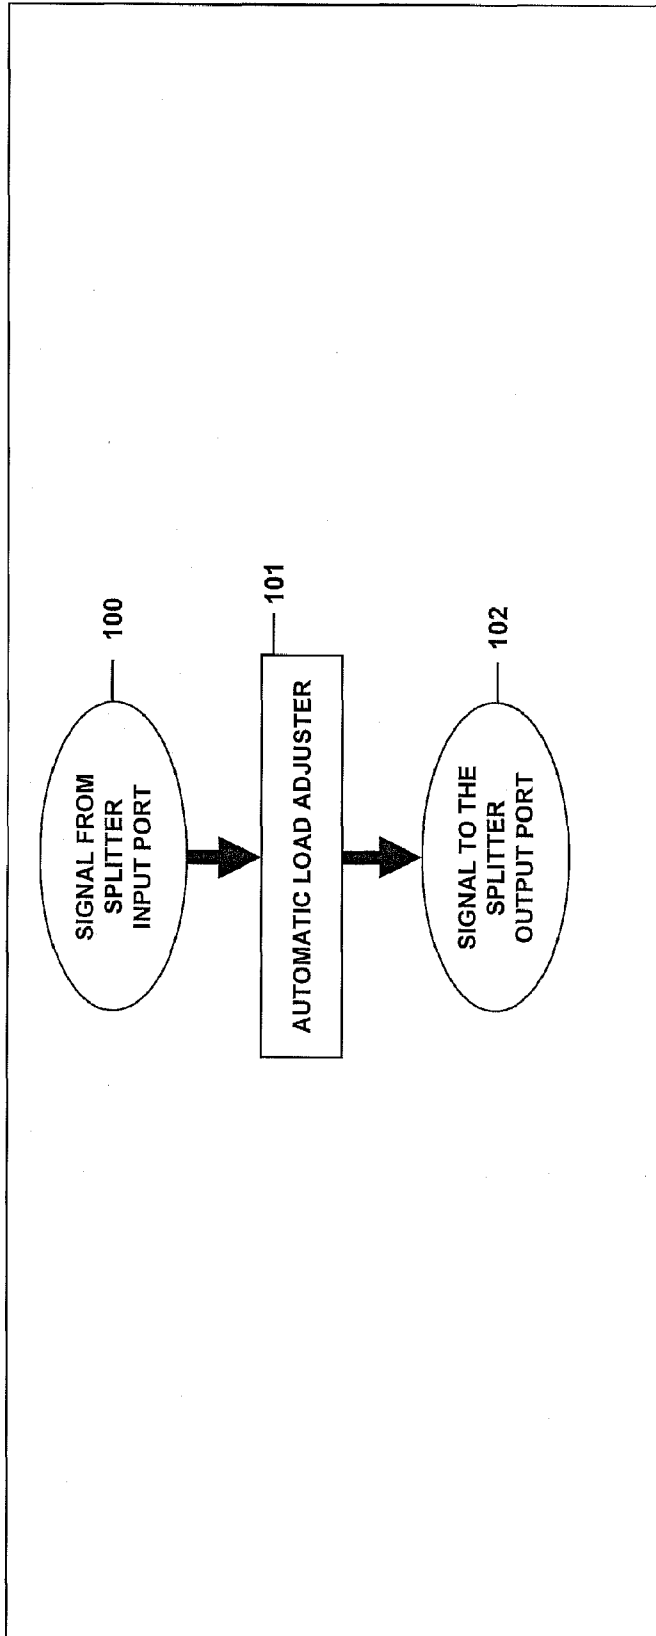 SIGNAL FROM
SPLITTER
INPUT PORT
100
AUTOMATIC LOAD ADJUSTER
101
SIGNAL TO THE
SPLITTER
OUTPUT PORT
102